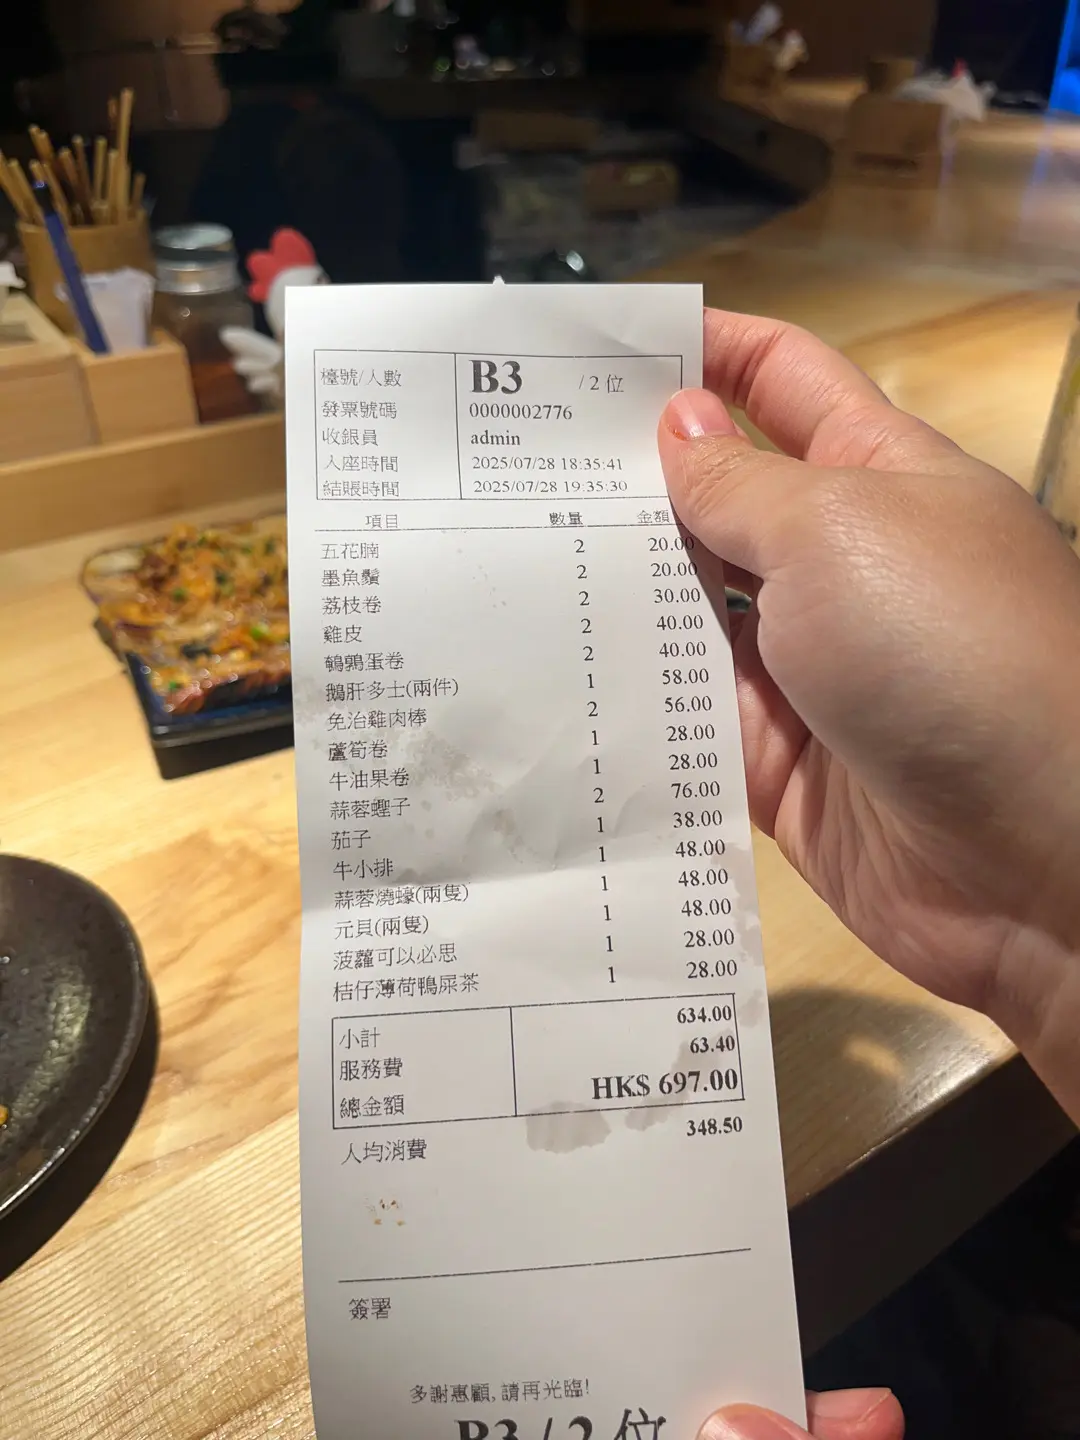 檯號/人數 B3 / 2 位
發票號碼 0000002776
收銀員 admin
入座時間 2025/07/28 18:35:41
結賬時間 2025/07/28 19:35:30
項目 數量 金額
五花腩 2 20.00
墨魚鬚 2 20.00
荔枝卷 2 30.00
雞皮 2 40.00
鵪鶉蛋卷 2 40.00
鵝肝多士(兩件) 1 58.00
免治雞肉棒 2 56.00
蘆筍卷 1 28.00
牛油果卷 1 28.00
蒜蓉蟶子 2 76.00
茄子 1 38.00
牛小排 1 48.00
蒜蓉燒蠔(兩隻) 1 48.00
元貝(兩隻) 1 48.00
菠蘿可以必思 1 28.00
桔仔薄荷鴨屎茶 1 28.00
小計 634.00
服務費 63.40
總金額 HK$ 697.00
人均消費 348.50
簽署
多謝惠顧, 請再光臨!
B3 / 2 位